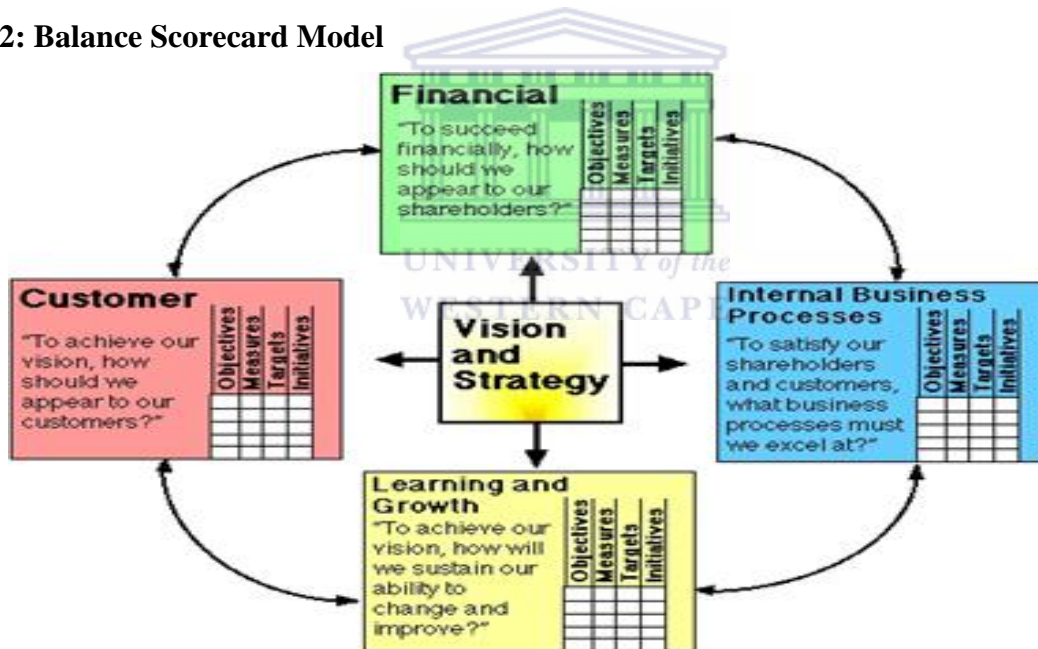 2: Balance Scorecard Model
Financial
"To succeed
financially, how
should we
appear to our
shareholders?"
Objectives
Measures
Targets
Initiatives
UNIVERSITY of the
WESTERN CAPE
Customer
"To achieve our
vision, how
should we
appear to our
customers?"
Objectives
Measures
Targets
Initiatives
Vision
and
Strategy
Internal Business
Processes
"To satisfy our
shareholders
and customers,
what business
processes must
we excel at?"
Objectives
Measures
Targets
Initiatives
Learning and
Growth
"To achieve our
vision, how will
we sustain our
ability to
change and
improve?"
Objectives
Measures
Targets
Initiatives